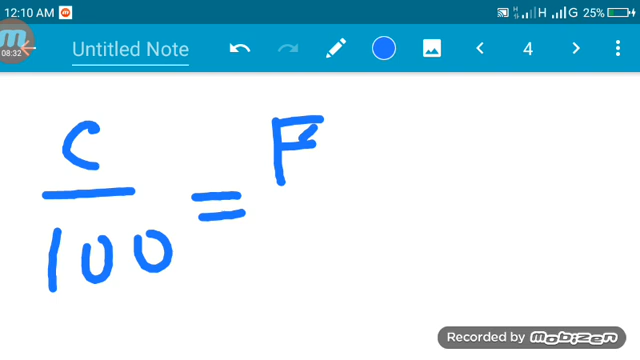 12:10 AM H G 25%
08:32
Untitled Note 4
C
100 = F
Recorded by mobizen